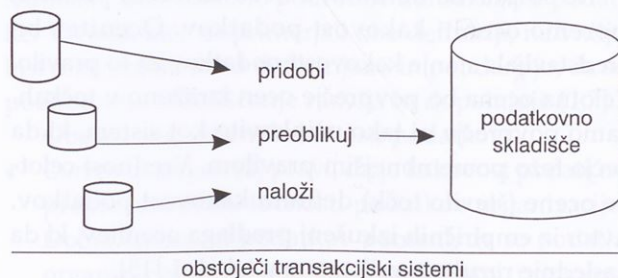 pridobi
preoblikuj
podatkovno
skladišče
naloži
obstoječi transakcijski sistemi